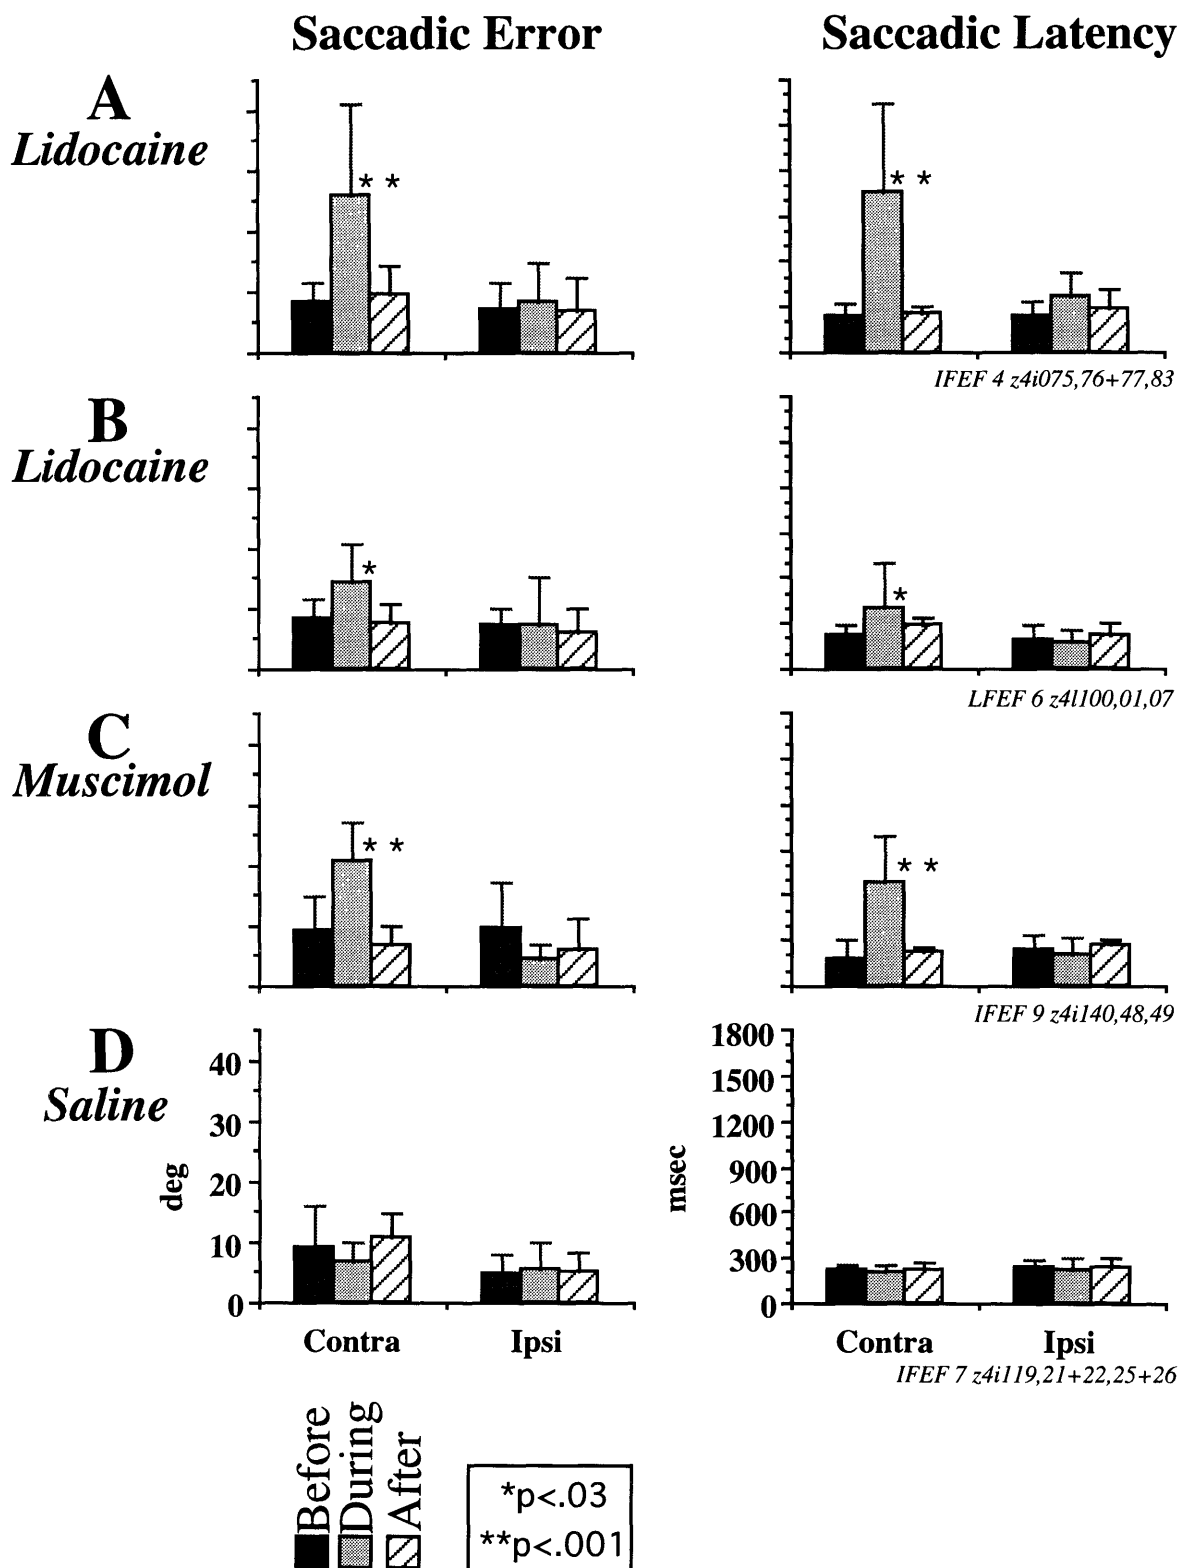 Saccadic Error
Saccadic Latency
A
Lidocaine
* *
* *
IFEF 4 z4i075,76+77,83
B
Lidocaine
*
*
LFEF 6 z4l100,01,07
C
Muscimol
* *
* *
IFEF 9 z4i140,48,49
D
Saline
deg
40
30
20
10
0
msec
1800
1500
1200
900
600
300
0
Contra
Ipsi
Contra
Ipsi
IFEF 7 z4i119,21+22,25+26
Before
During
After
*p<.03
**p<.001